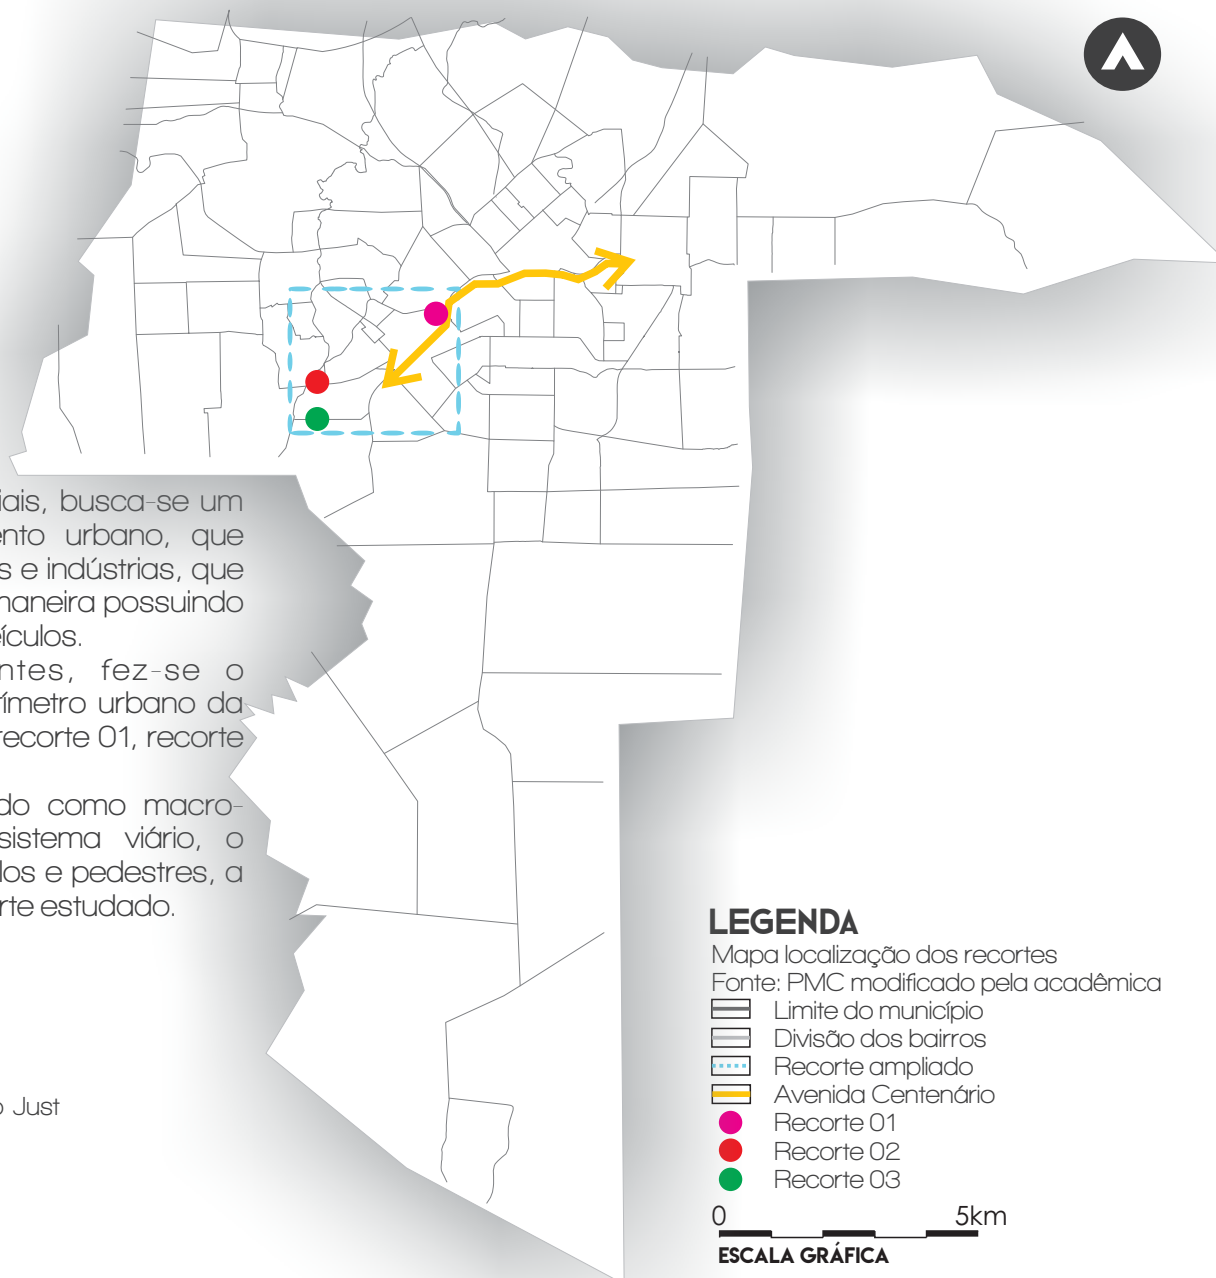 iais, busca-se um
ento urbano, que
s e indústrias, que
maneira possuindo
eículos.
ntes, fez-se o
rímetro urbano da
recorte 01, recorte
do como macro-
sistema viário, o
los e pedestres, a
rte estudado.
o Just
LEGENDA
Mapa localização dos recortes
Fonte: PMC modificado pela acadêmica
Limite do município
Divisão dos bairros
Recorte ampliado
Avenida Centenário
Recorte 01
Recorte 02
Recorte 03
0 5km
ESCALA GRÁFICA